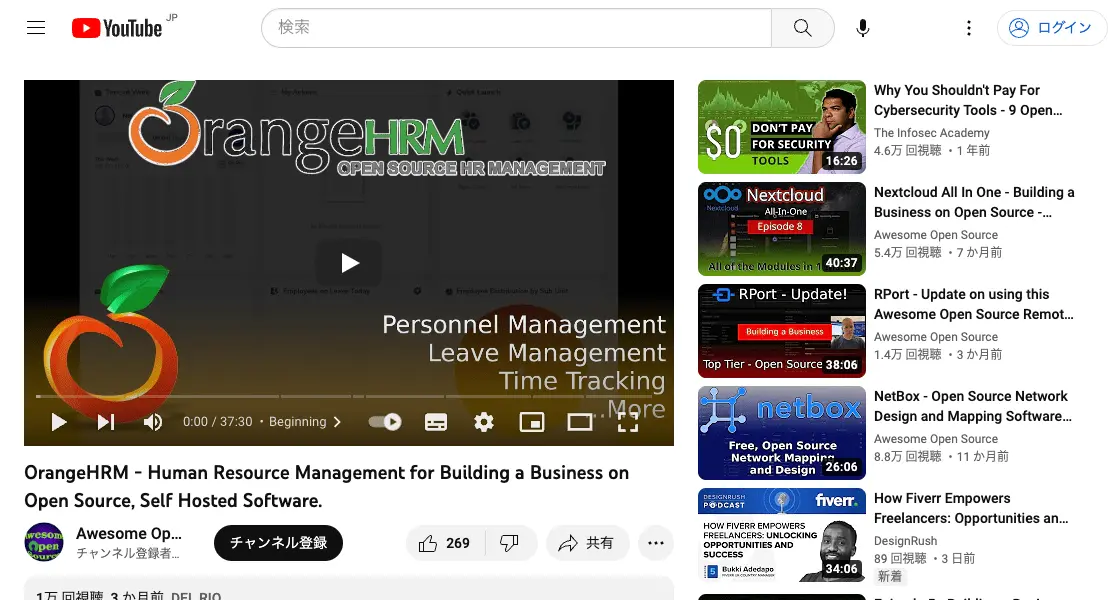 YouTube JP
検索
ログイン
OrangeHRM
OPEN SOURCE HR MANAGEMENT
Personnel Management
Leave Management
Time Tracking
...More
0:00 / 37:30 • Beginning
OrangeHRM - Human Resource Management for Building a Business on
Open Source, Self Hosted Software.
Awesome Op...
チャンネル登録者...
チャンネル登録
269
共有
1万 回視聴 3 か月前 DEL RIO
$0
DON'T PAY
FOR SECURITY
TOOLS
16:26
Why You Shouldn't Pay For
Cybersecurity Tools - 9 Open...
The Infosec Academy
4.6万 回視聴 ・1 年前
Nextcloud
Nextcloud
All-In-One
Episode 8
All of the Modules in 1
40:37
Nextcloud All In One - Building a
Business on Open Source -...
Awesome Open Source
5.4万 回視聴 ・7 か月前
RPort - Update!
Building a Business
Top Tier - Open Source
38:06
RPort - Update on using this
Awesome Open Source Remot...
Awesome Open Source
1.4万 回視聴 ・3 か月前
netbox
Free, Open Source
Network Mapping
and Design
26:06
NetBox - Open Source Network
Design and Mapping Software...
Awesome Open Source
8.8万 回視聴 ・11 か月前
DESIGNRUSH
PODCAST
fiverr.
HOW FIVERR EMPOWERS
FREELANCERS: UNLOCKING
OPPORTUNITIES AND
SUCCESS
5
Bukki Adedapo
FIVERR UK COUNTRY MANAGER
34:06
How Fiverr Empowers
Freelancers: Opportunities an...
DesignRush
89 回視聴 ・3 日前
新着